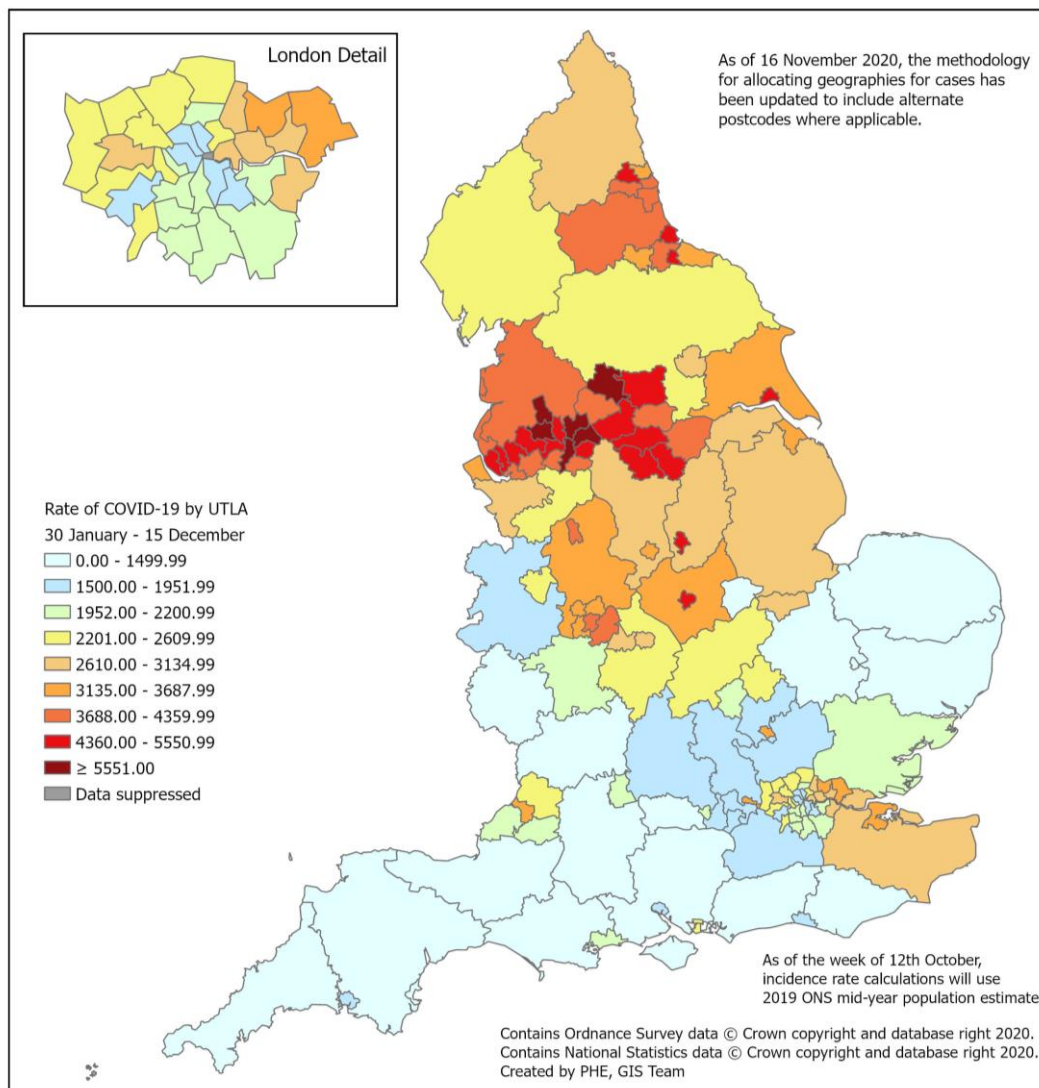 London Detail
As of 16 November 2020, the methodology
for allocating geographies for cases has
been updated to include alternate
postcodes where applicable.
Rate of COVID-19 by UTLA
30 January - 15 December
0.00 - 1499.99
1500.00 - 1951.99
1952.00 - 2200.99
2201.00 - 2609.99
2610.00 - 3134.99
3135.00 - 3687.99
3688.00 - 4359.99
4360.00 - 5550.99
≥ 5551.00
Data suppressed
As of the week of 12th October,
incidence rate calculations will use
2019 ONS mid-year population estimate
Contains Ordnance Survey data © Crown copyright and database right 2020.
Contains National Statistics data © Crown copyright and database right 2020.
Created by PHE, GIS Team